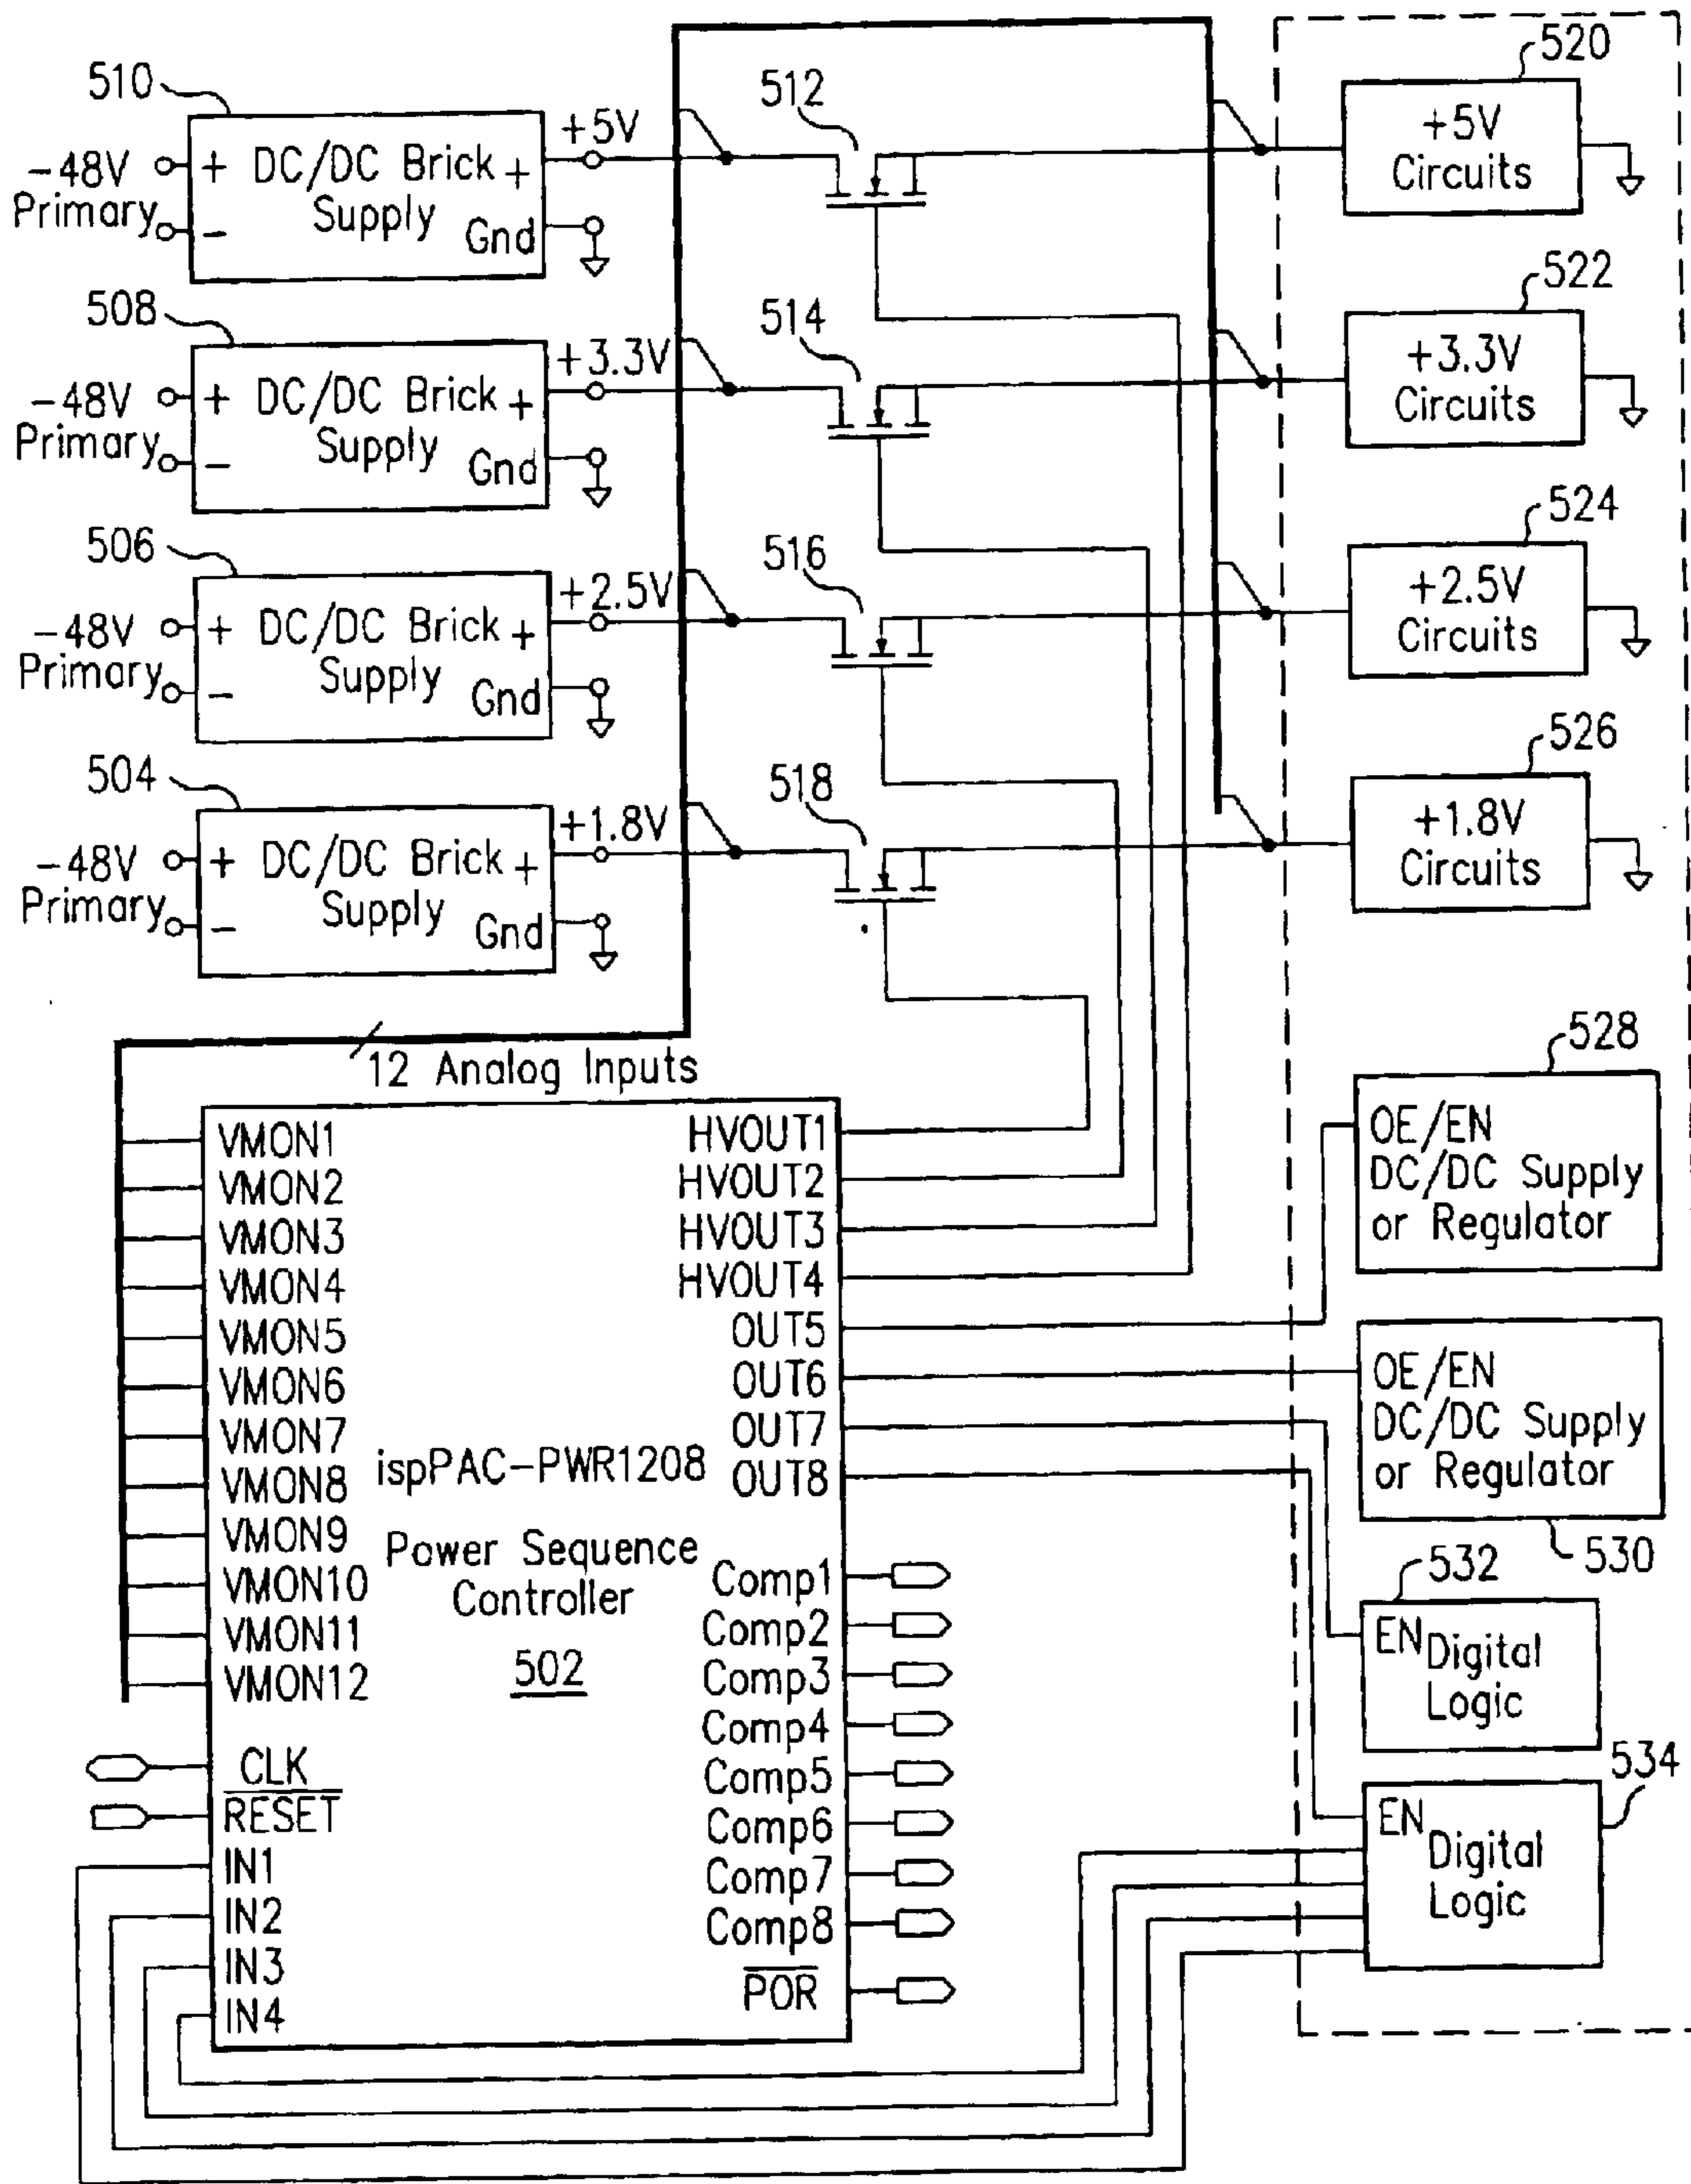 510
-48V
Primary
+ DC/DC Brick +
Supply
- Gnd
+5V
512
520
+5V
Circuits
508
-48V
Primary
+ DC/DC Brick +
Supply
- Gnd
+3.3V
514
522
+3.3V
Circuits
506
-48V
Primary
+ DC/DC Brick +
Supply
- Gnd
+2.5V
516
524
+2.5V
Circuits
504
-48V
Primary
+ DC/DC Brick +
Supply
- Gnd
+1.8V
518
526
+1.8V
Circuits
12 Analog Inputs
VMON1
VMON2
VMON3
VMON4
VMON5
VMON6
VMON7
VMON8
VMON9
VMON10
VMON11
VMON12
CLK
RESET
IN1
IN2
IN3
IN4
ispPAC-PWR1208
Power Sequence
Controller
502
HVOUT1
HVOUT2
HVOUT3
HVOUT4
OUT5
OUT6
OUT7
OUT8
Comp1
Comp2
Comp3
Comp4
Comp5
Comp6
Comp7
Comp8
POR
528
OE/EN
DC/DC Supply
or Regulator
OE/EN
DC/DC Supply
or Regulator
530
532
EN
Digital
Logic
534
EN
Digital
Logic